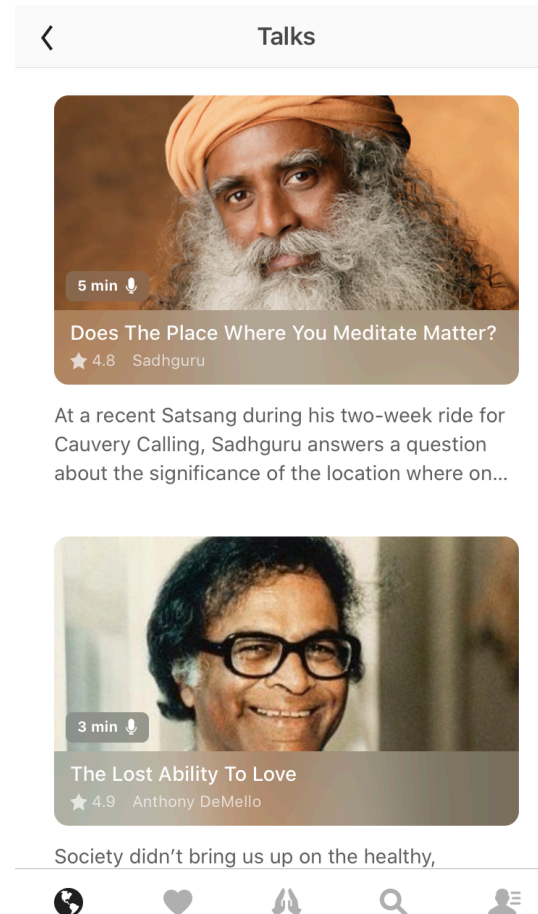 Talks
5 min
Does The Place Where You Meditate Matter?
4.8 Sadhguru
At a recent Satsang during his two-week ride for
Cauvery Calling, Sadhguru answers a question
about the significance of the location where on...
3 min
The Lost Ability To Love
4.9 Anthony DeMello
Society didn’t bring us up on the healthy,